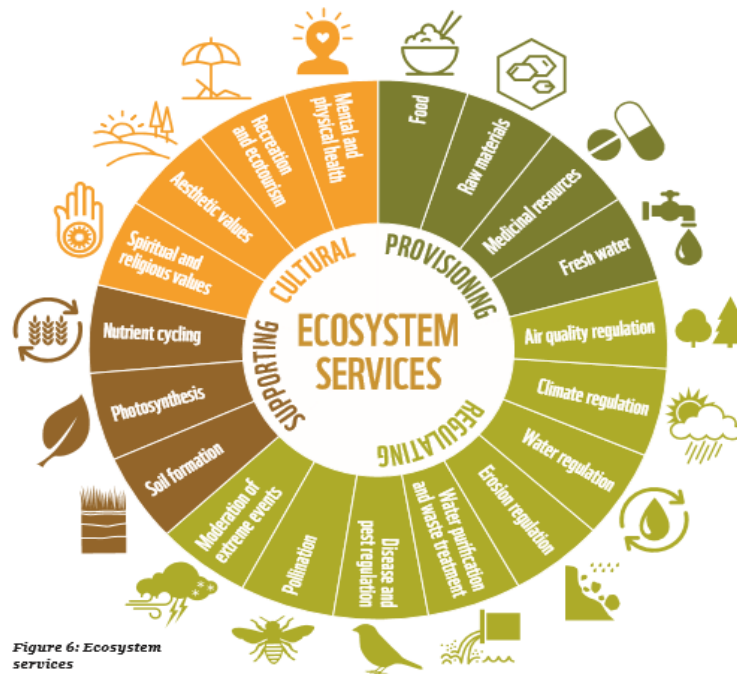 ECOSYSTEM
SERVICES
PROVISIONING
Food
Raw materials
Medicinal resources
Fresh water
REGULATING
Air quality regulation
Climate regulation
Water regulation
Erosion regulation
Water purification
and waste treatment
Disease and
pest regulation
Pollination
Moderation of
extreme events
SUPPORTING
Soil formation
Photosynthesis
Nutrient cycling
CULTURAL
Spiritual and
religious values
Aesthetic values
Recreation
and ecotourism
Mental and
physical health
Figure 6: Ecosystem
services